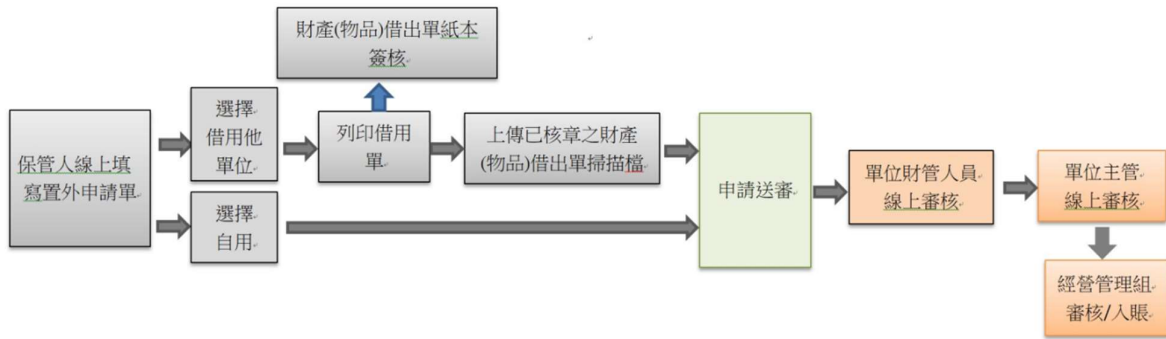 財產(物品)借出單紙本
簽核
選擇
借用他
單位
列印借用
單
上傳已核章之財產
(物品)借出單掃描檔
保管人線上填
寫置外申請單
選擇
自用
申請送審
單位財管人員
線上審核
單位主管
線上審核
經營管理組
審核/入賬